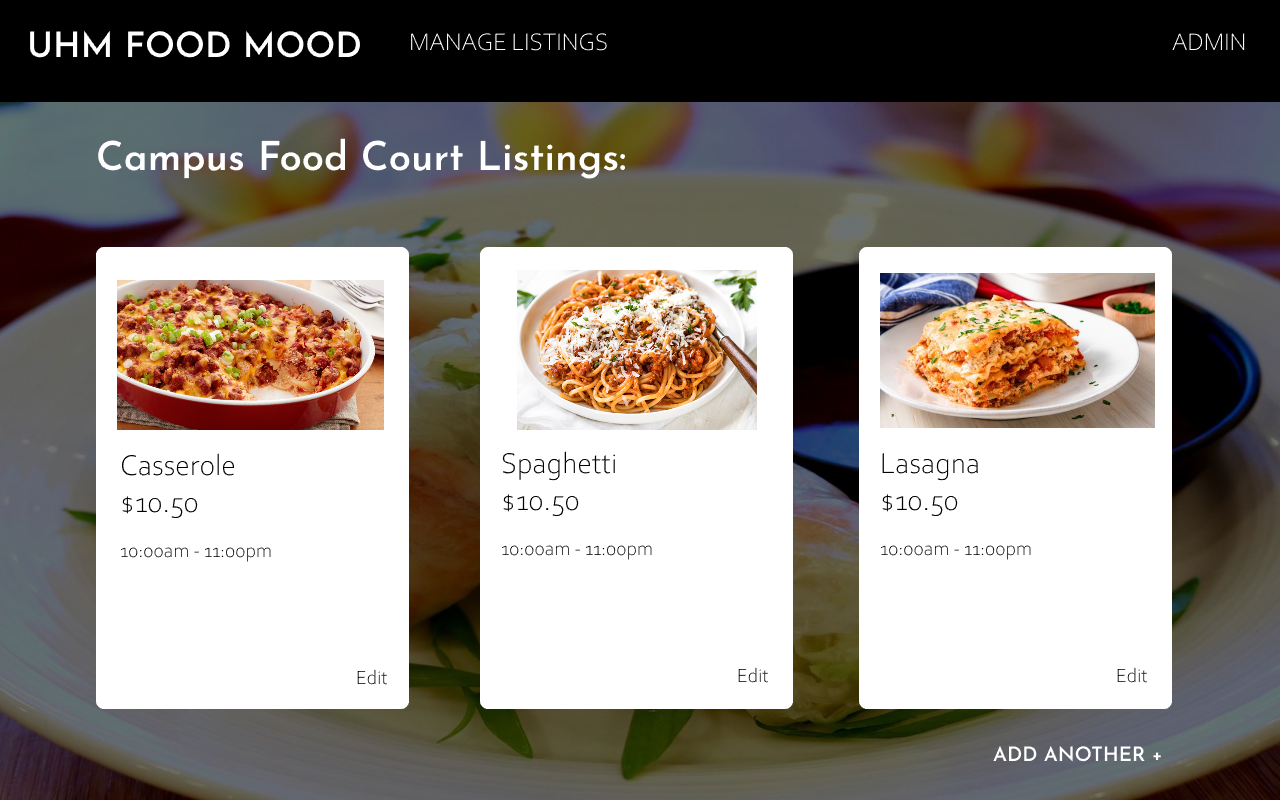 UHM FOOD MOOD
MANAGE LISTINGS
ADMIN
Campus Food Court Listings:
Casserole
$10.50
10:00am - 11:00pm
Edit
Spaghetti
$10.50
10:00am - 11:00pm
Edit
Lasagna
$10.50
10:00am - 11:00pm
Edit
ADD ANOTHER +